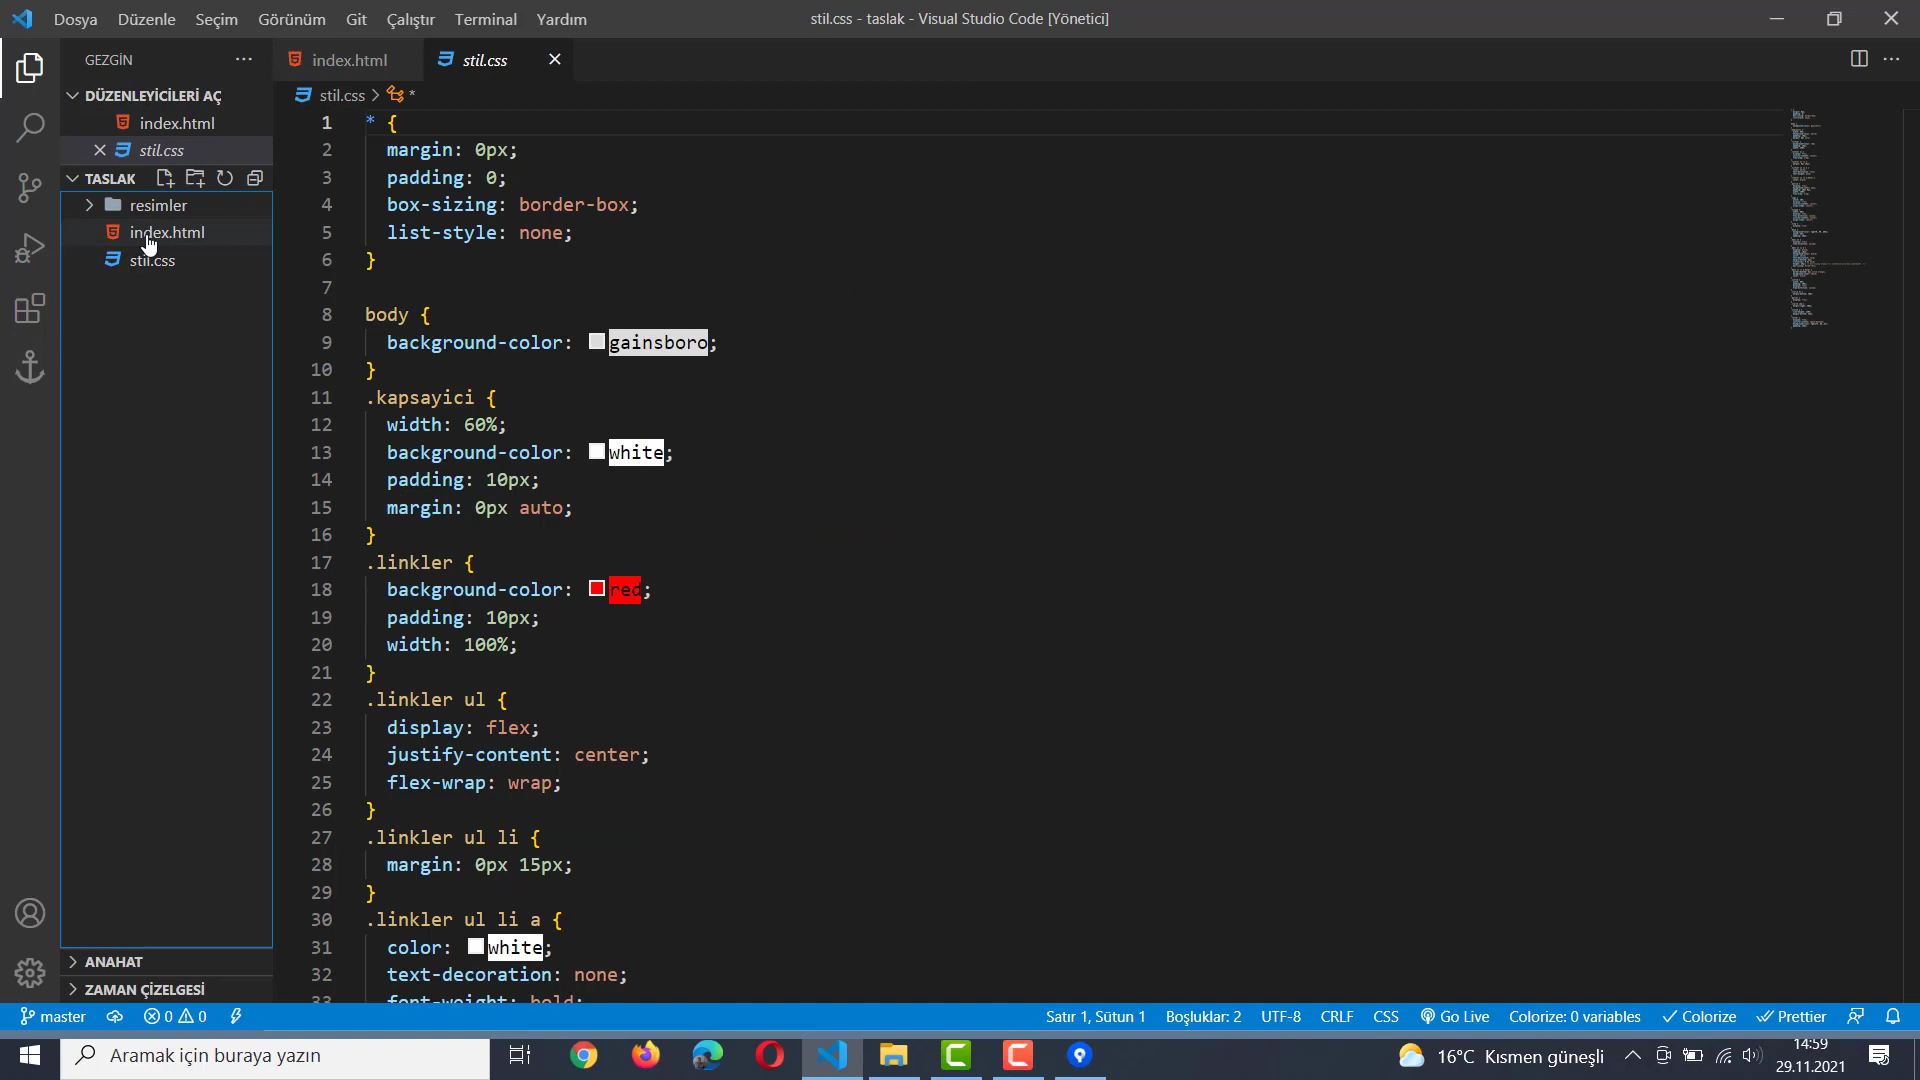 Dosya Düzenle Seçim Görünüm Git Çalıştır Terminal Yardım
stil.css - taslak - Visual Studio Code [Yönetici]
GEZGİN
index.html
stil.css
DÜZENLEYİCİLERİ AÇ
index.html
stil.css
TASLAK
resimler
index.html
stil.css
ANAHAT
ZAMAN ÇİZELGESİ
stil.css > *
1 * {
2 margin: 0px;
3 padding: 0;
4 box-sizing: border-box;
5 list-style: none;
6 }
7
8 body {
9 background-color: gainsboro;
10 }
11 .kapsayici {
12 width: 60%;
13 background-color: white;
14 padding: 10px;
15 margin: 0px auto;
16 }
17 .linkler {
18 background-color: red;
19 padding: 10px;
20 width: 100%;
21 }
22 .linkler ul {
23 display: flex;
24 justify-content: center;
25 flex-wrap: wrap;
26 }
27 .linkler ul li {
28 margin: 0px 15px;
29 }
30 .linkler ul li a {
31 color: white;
32 text-decoration: none;
33 font-weight: bold;
master 0 0 Satır 1, Sütun 1 Boşluklar: 2 UTF-8 CRLF CSS Go Live Colorize: 0 variables Colorize Prettier
Aramak için buraya yazın
16°C Kısmen güneşli
14:59
29.11.2021